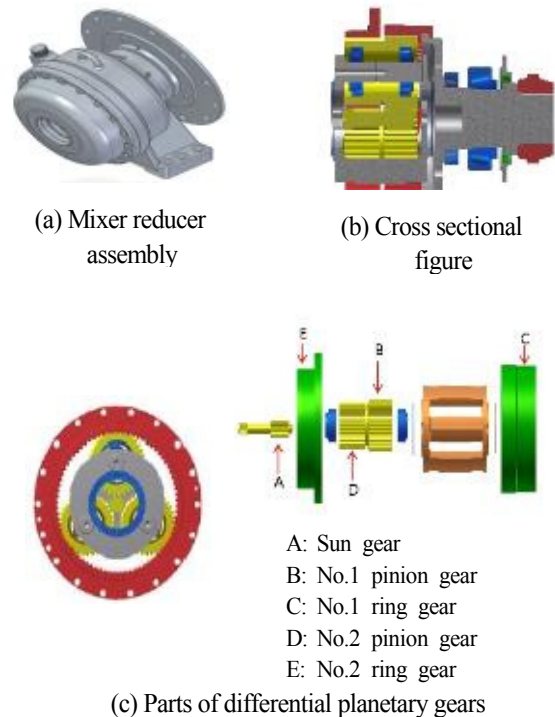 (a) Mixer reducer
assembly
(b) Cross sectional
figure
E
B
C
A
D
A: Sun gear
B: No.1 pinion gear
C: No.1 ring gear
D: No.2 pinion gear
E: No.2 ring gear
(c) Parts of differential planetary gears